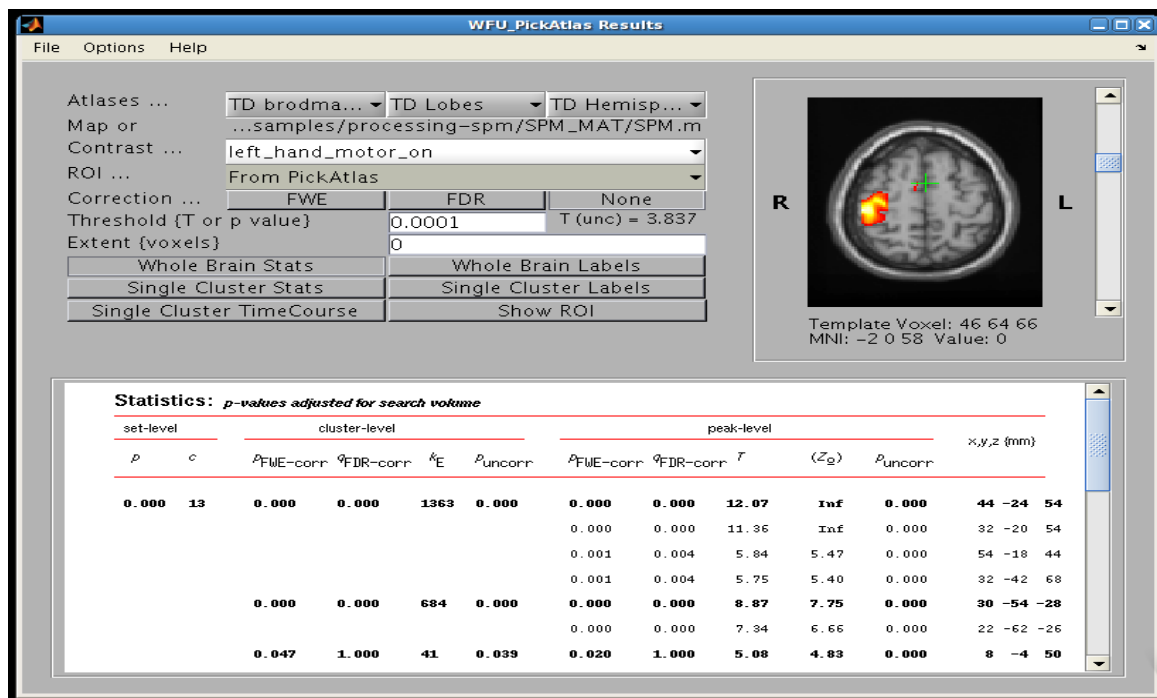 WFU_PickAtlas Results
File Options Help
Atlases ... TD brodma... TD Lobes TD Hemisp...
Map or ...samples/processing-spm/SPM_MAT/SPM.m
Contrast ... left_hand_motor_on
ROI ... From PickAtlas
Correction ... FWE FDR None
Threshold {T or p value} 0.0001 T (unc) = 3.837
Extent {voxels} 0
Whole Brain Stats Whole Brain Labels
Single Cluster Stats Single Cluster Labels
Single Cluster TimeCourse Show ROI
R L
Template Voxel: 46 64 66
MNI: -2 0 58 Value: 0
Statistics: p-values adjusted for search volume
set-level cluster-level peak-level x,y,z {mm}
p c pFWE-corr qFDR-corr kE puncorr pFWE-corr qFDR-corr T (Z≡) puncorr
0.000 13 0.000 0.000 1363 0.000 0.000 0.000 12.07 Inf 0.000 44 -24 54
0.000 0.000 11.36 Inf 0.000 32 -20 54
0.001 0.004 5.84 5.47 0.000 54 -18 44
0.001 0.004 5.75 5.40 0.000 32 -42 68
0.000 0.000 684 0.000 0.000 0.000 8.87 7.75 0.000 30 -54 -28
0.000 0.000 7.34 6.66 0.000 22 -62 -26
0.047 1.000 41 0.039 0.020 1.000 5.08 4.83 0.000 8 -4 50